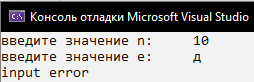 Консоль отладки Microsoft Visual Studio
введите значение n:     10
введите значение e:     д
input error